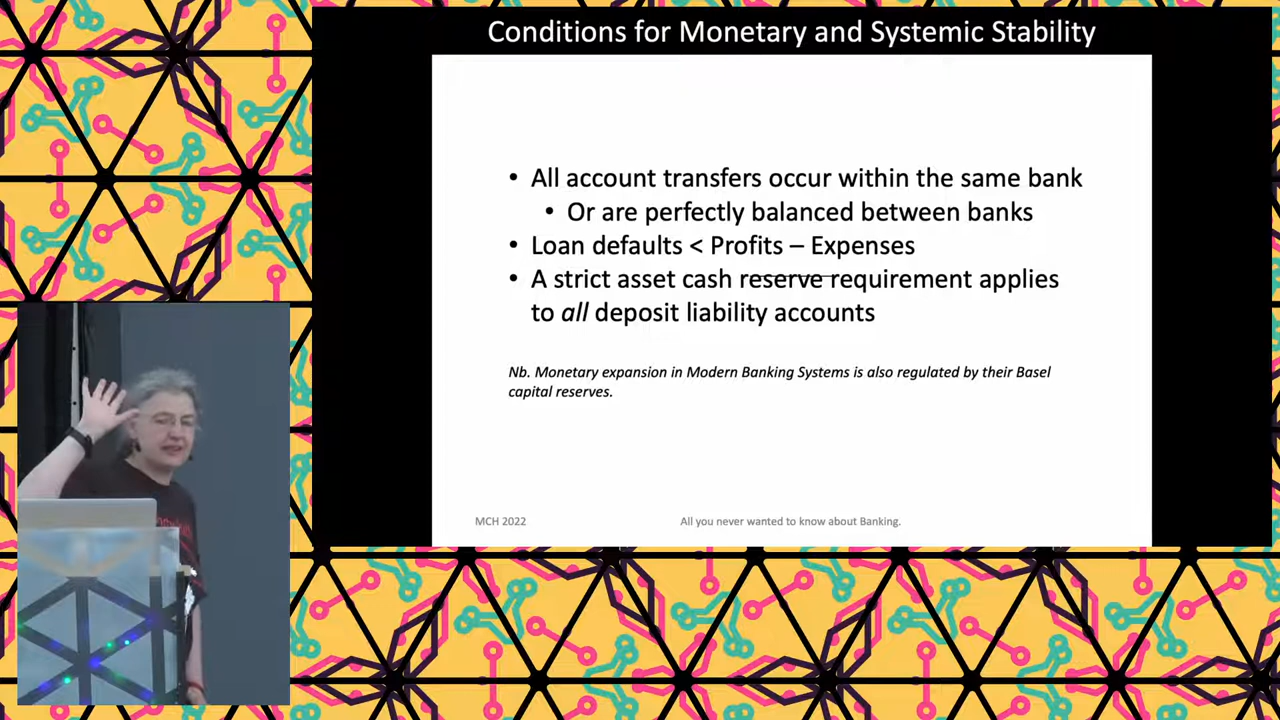 Conditions for Monetary and Systemic Stability
• All account transfers occur within the same bank
• Or are perfectly balanced between banks
• Loan defaults < Profits – Expenses
• A strict asset cash reserve requirement applies
to all deposit liability accounts
Nb. Monetary expansion in Modern Banking Systems is also regulated by their Basel
capital reserves.
MCH 2022
All you never wanted to know about Banking.